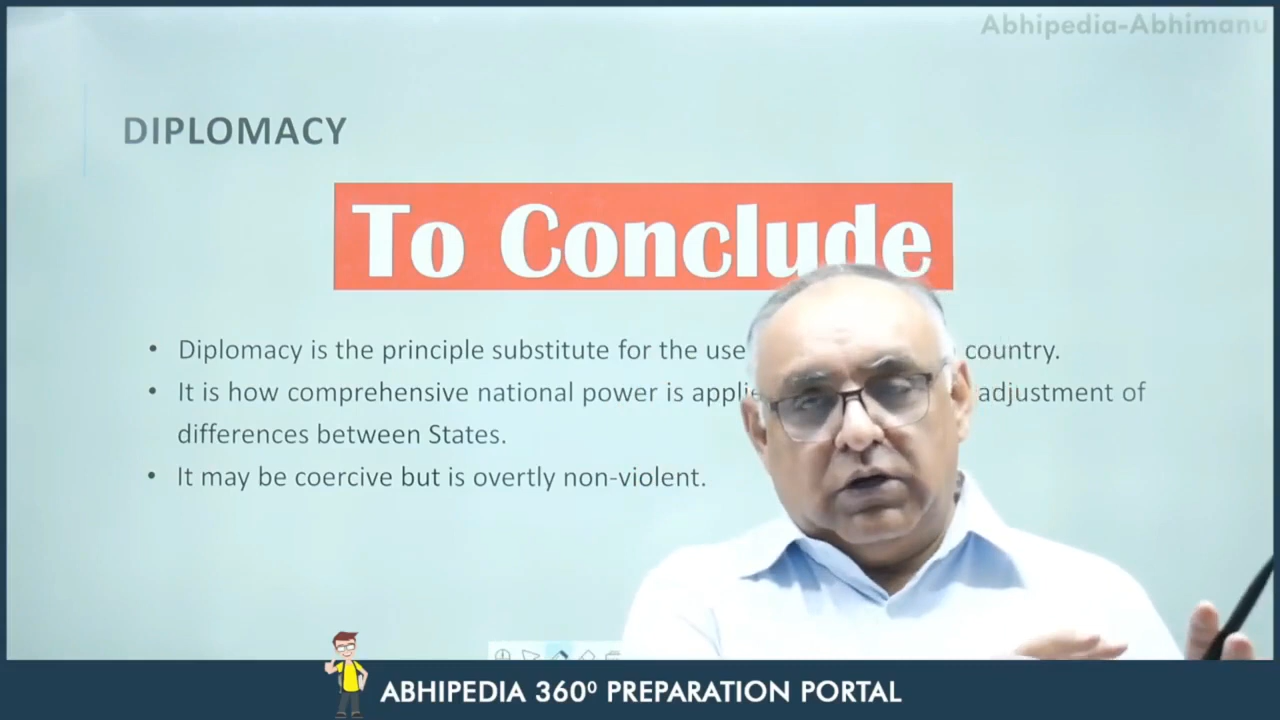 Abhipedia-Abhimanu
DIPLOMACY
To Conclude
• Diplomacy is the principle substitute for the use country.
• It is how comprehensive national power is adjustment of
differences between States.
• It may be coercive but is overtly non-violent.
ABHIPEDIA 360⁰ PREPARATION PORTAL